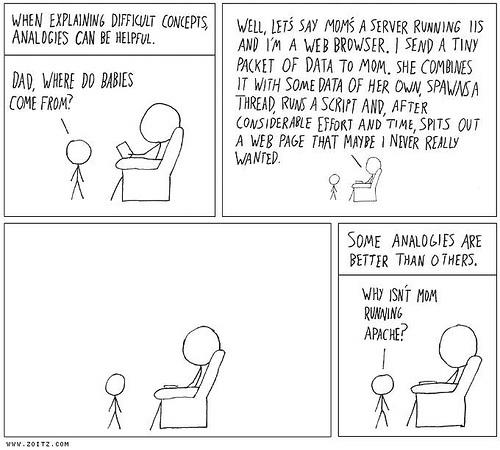 WHEN EXPLAINING DIFFICULT CONCEPTS,
ANALOGIES CAN BE HELPFUL.
DAD, WHERE DO BABIES
COME FROM?
WELL, LET'S SAY MOM'S A SERVER RUNNING IIS
AND I'M A WEB BROWSER. I SEND A TINY
PACKET OF DATA TO MOM. SHE COMBINES
IT WITH SOME DATA OF HER OWN, SPAWNS A
THREAD, RUNS A SCRIPT AND, AFTER
CONSIDERABLE EFFORT AND TIME, SPITS OUT
A WEB PAGE THAT MAYBE I NEVER REALLY
WANTED.
SOME ANALOGIES ARE
BETTER THAN OTHERS.
WHY ISN'T MOM
RUNNING
APACHE?
WWW.ZOITZ.COM